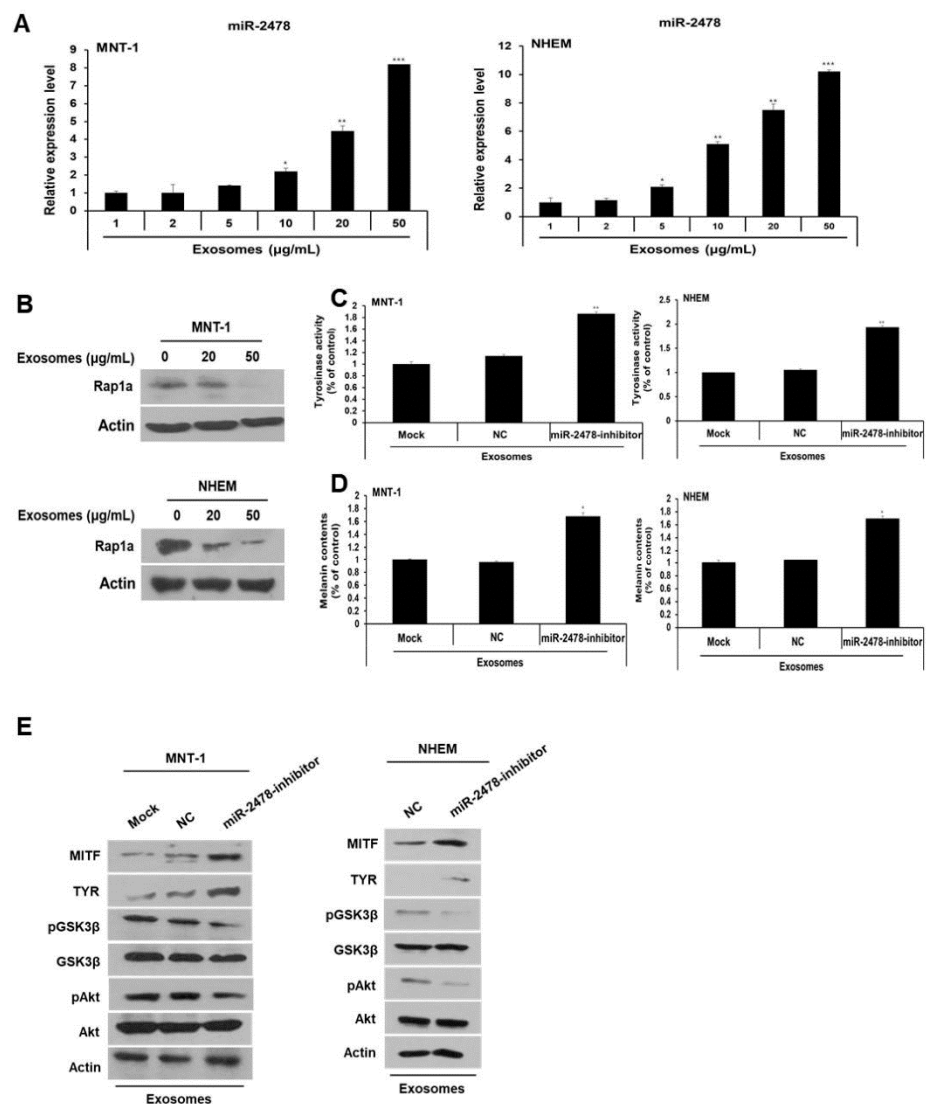 A
miR-2478
MNT-1
Relative expression level
9
8
7
6
5
4
3
2
1
0
*
**
***
1 2 5 10 20 50
Exosomes (µg/mL)
miR-2478
NHEM
Relative expression level
12
10
8
6
4
2
0
*
**
**
***
1 2 5 10 20 50
Exosomes (µg/mL)
B
MNT-1
Exosomes (µg/mL) 0 20 50
Rap1a
Actin
NHEM
Exosomes (µg/mL) 0 20 50
Rap1a
Actin
C
MNT-1
Tyrosinase activity
(% of control)
2
1.8
1.6
1.4
1.2
1
0.8
0.6
0.4
0.2
0
**
Mock NC miR-2478-inhibitor
Exosomes
NHEM
Tyrosinase activity
(% of control)
2.5
2
1.5
1
0.5
0
**
Mock NC miR-2478-inhibitor
Exosomes
D
MNT-1
Melanin contents
(% of control)
2
1.8
1.6
1.4
1.2
1
0.8
0.6
0.4
0.2
0
*
Mock NC miR-2478-inhibitor
Exosomes
NHEM
Melanin contents
(% of control)
2
1.8
1.6
1.4
1.2
1
0.8
0.6
0.4
0.2
0
*
Mock NC miR-2478-inhibitor
Exosomes
E
MNT-1
Mock NC miR-2478-inhibitor
MITF
TYR
pGSK3β
GSK3β
pAkt
Akt
Actin
Exosomes
NHEM
NC miR-2478-inhibitor
MITF
TYR
pGSK3β
GSK3β
pAkt
Akt
Actin
Exosomes